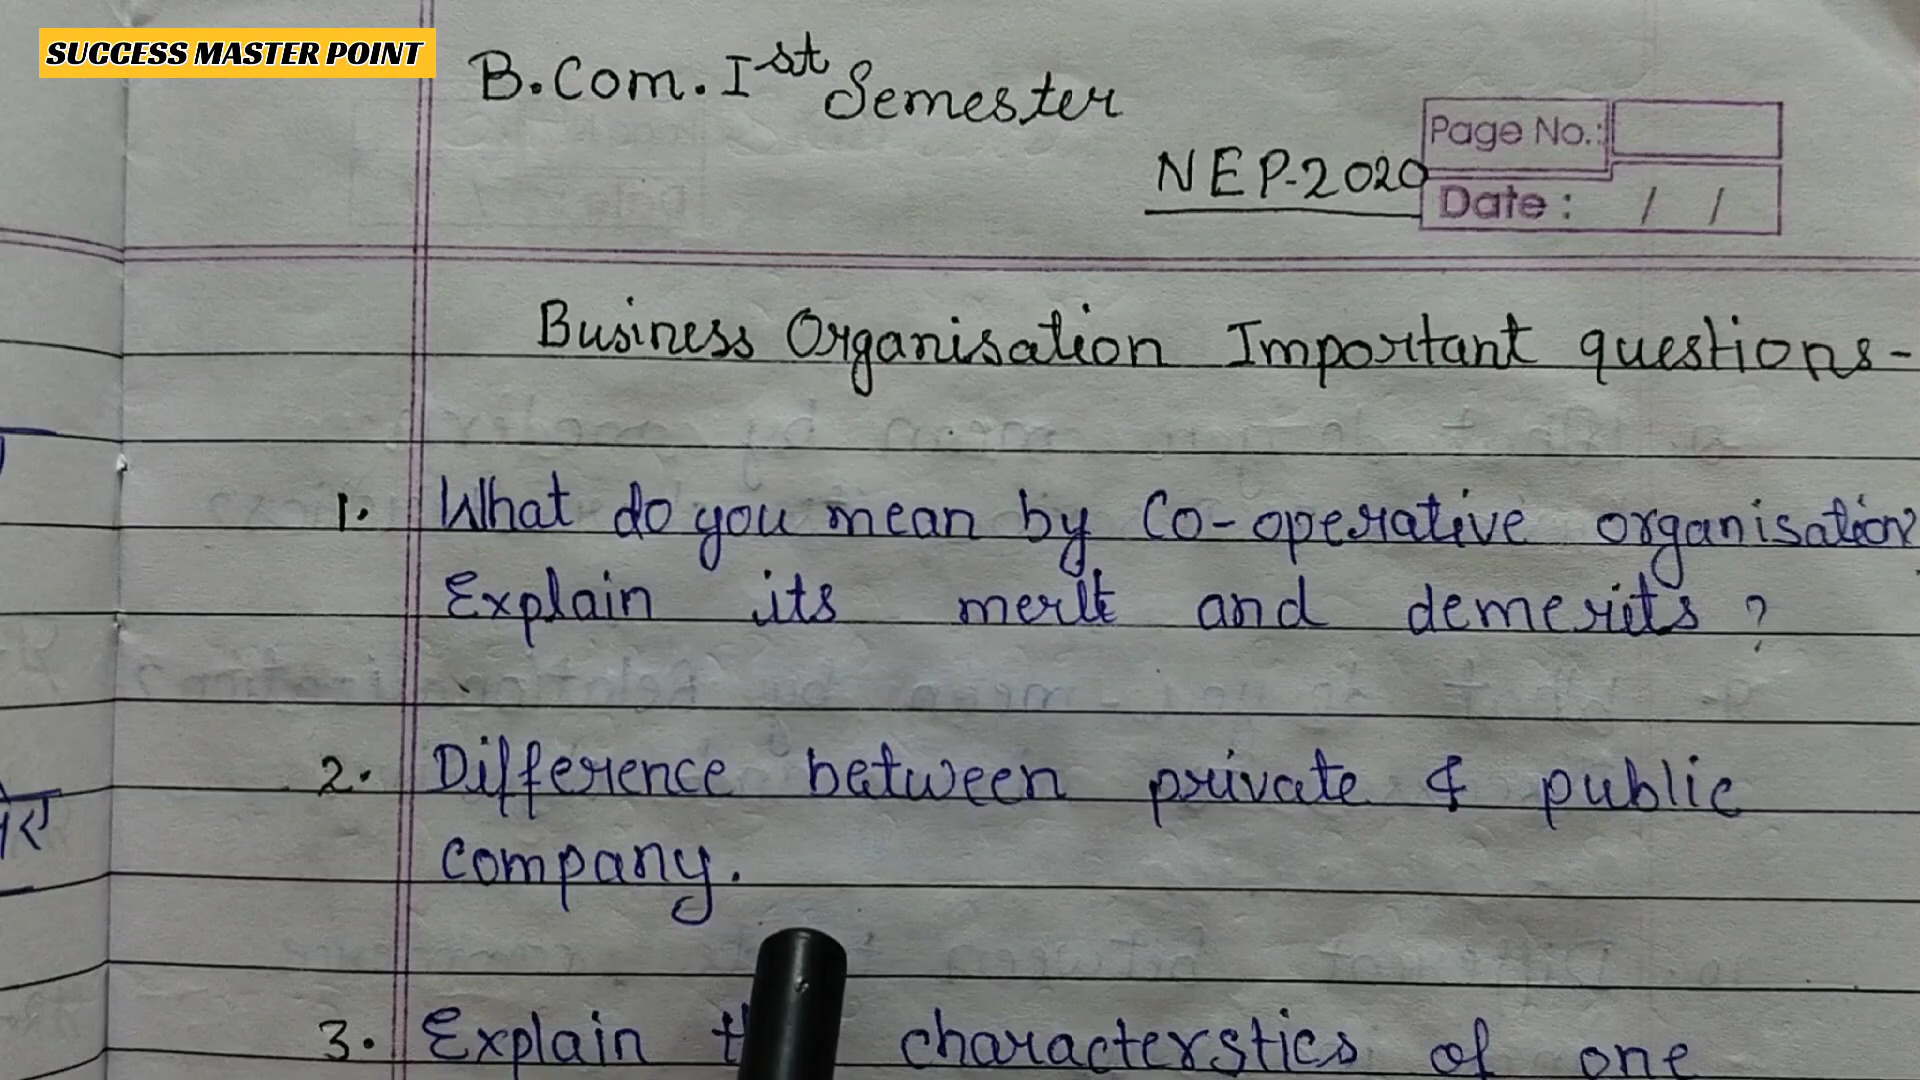 SUCCESS MASTER POINT
B.Com. Ist Semester
NEP-2020
Page No.:
Date : / /
Business Organisation Important questions-
1. What do you mean by Co-operative organisation?
Explain its merit and demerits ?
2. Difference between private & public
company.
3. Explain characterstics of one